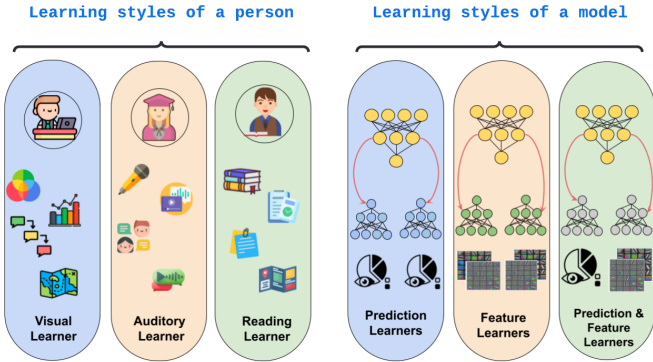 Learning styles of a person
Learning styles of a model
Visual
Learner
Auditory
Learner
Reading
Learner
Prediction
Learners
Feature
Learners
Prediction &
Feature
Learners